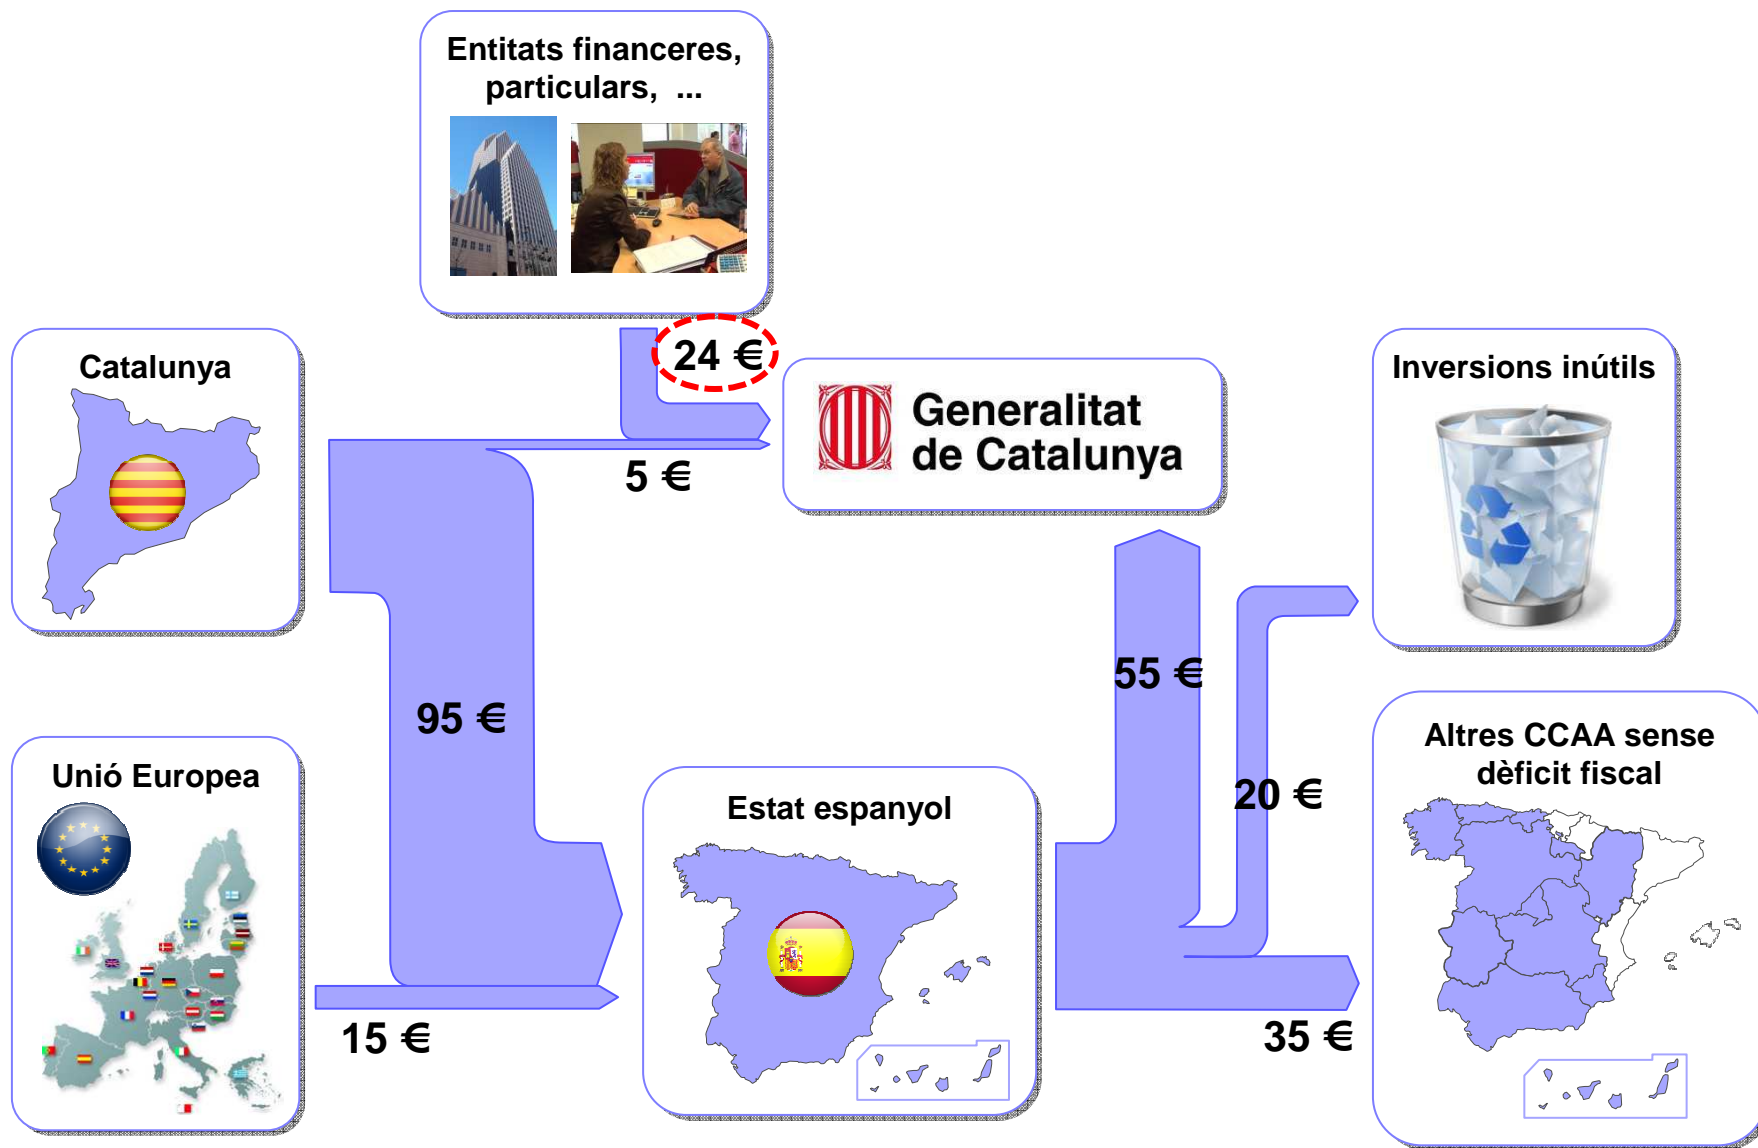 Entitats financeres,
particulars, ...
24 €
Catalunya
Generalitat
de Catalunya
Inversions inútils
5 €
55 €
95 €
Unió Europea
Estat espanyol
20 €
Altres CCAA sense
dèficit fiscal
15 €
35 €